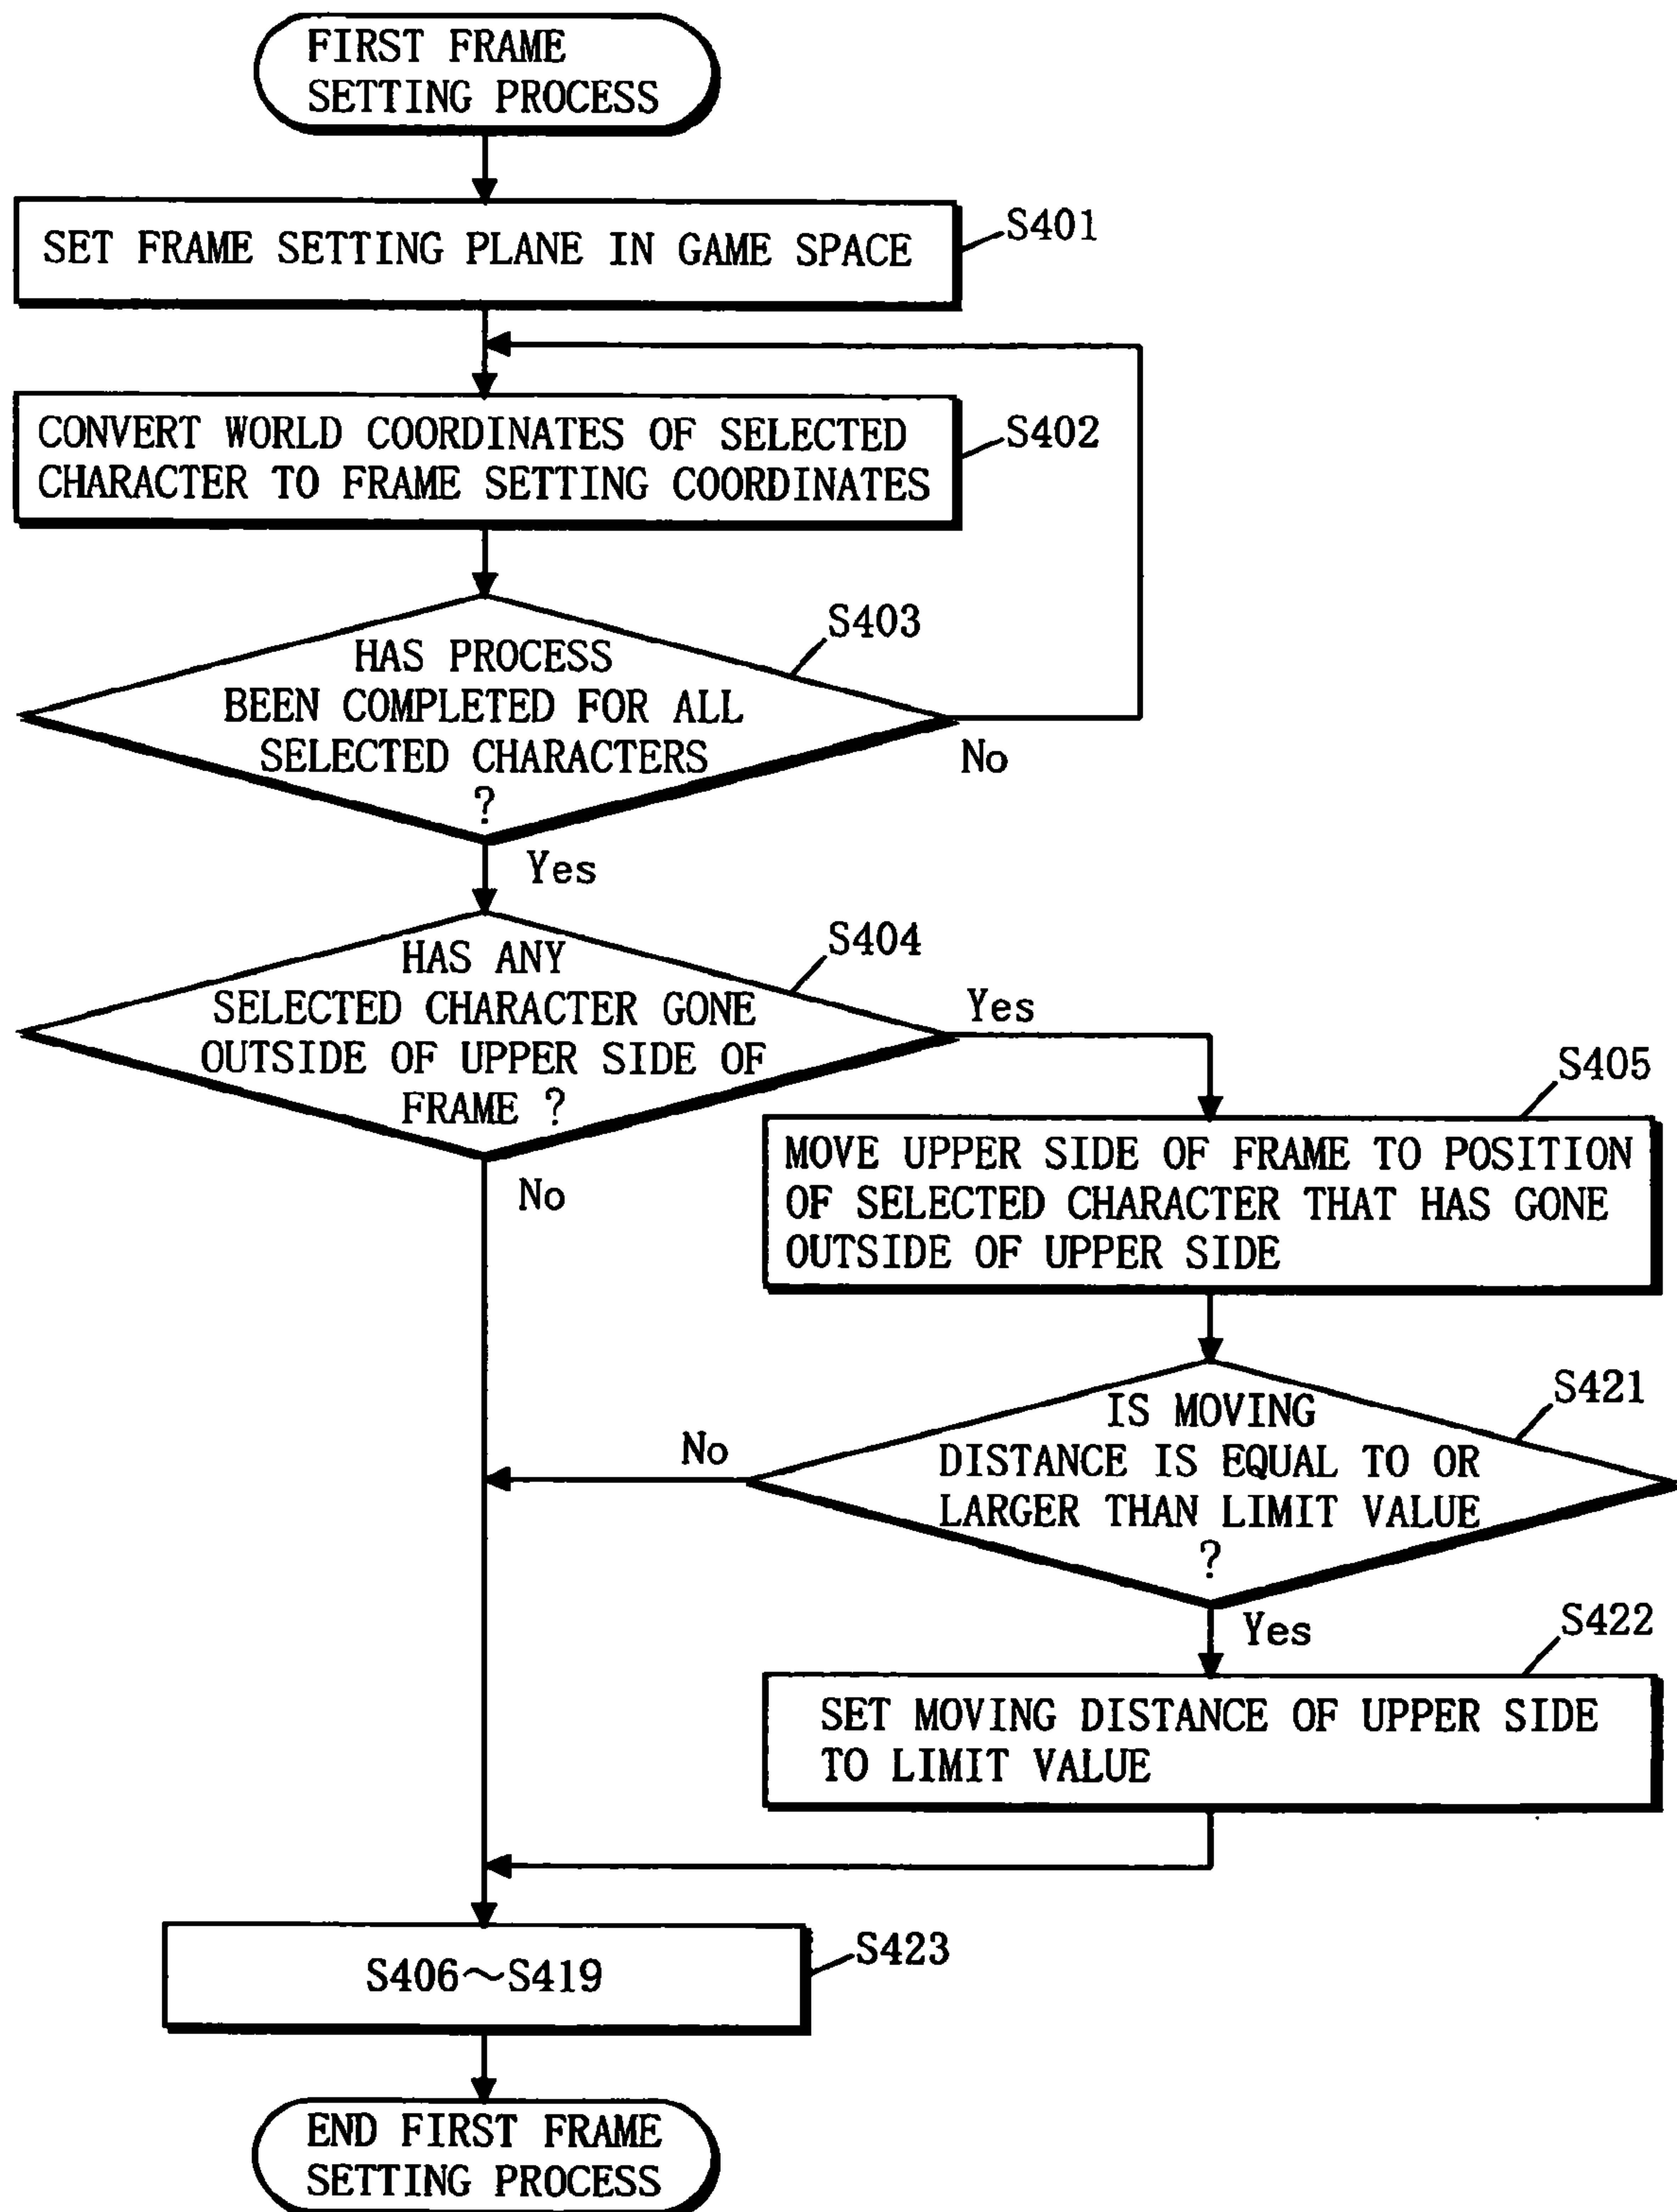 FIRST FRAME
SETTING PROCESS
SET FRAME SETTING PLANE IN GAME SPACE
S401
CONVERT WORLD COORDINATES OF SELECTED
CHARACTER TO FRAME SETTING COORDINATES
S402
HAS PROCESS
BEEN COMPLETED FOR ALL
SELECTED CHARACTERS
?
S403
No
Yes
HAS ANY
SELECTED CHARACTER GONE
OUTSIDE OF UPPER SIDE OF
FRAME ?
S404
Yes
No
S405
MOVE UPPER SIDE OF FRAME TO POSITION
OF SELECTED CHARACTER THAT HAS GONE
OUTSIDE OF UPPER SIDE
IS MOVING
DISTANCE IS EQUAL TO OR
LARGER THAN LIMIT VALUE
?
S421
No
Yes
S422
SET MOVING DISTANCE OF UPPER SIDE
TO LIMIT VALUE
S406～S419
S423
END FIRST FRAME
SETTING PROCESS